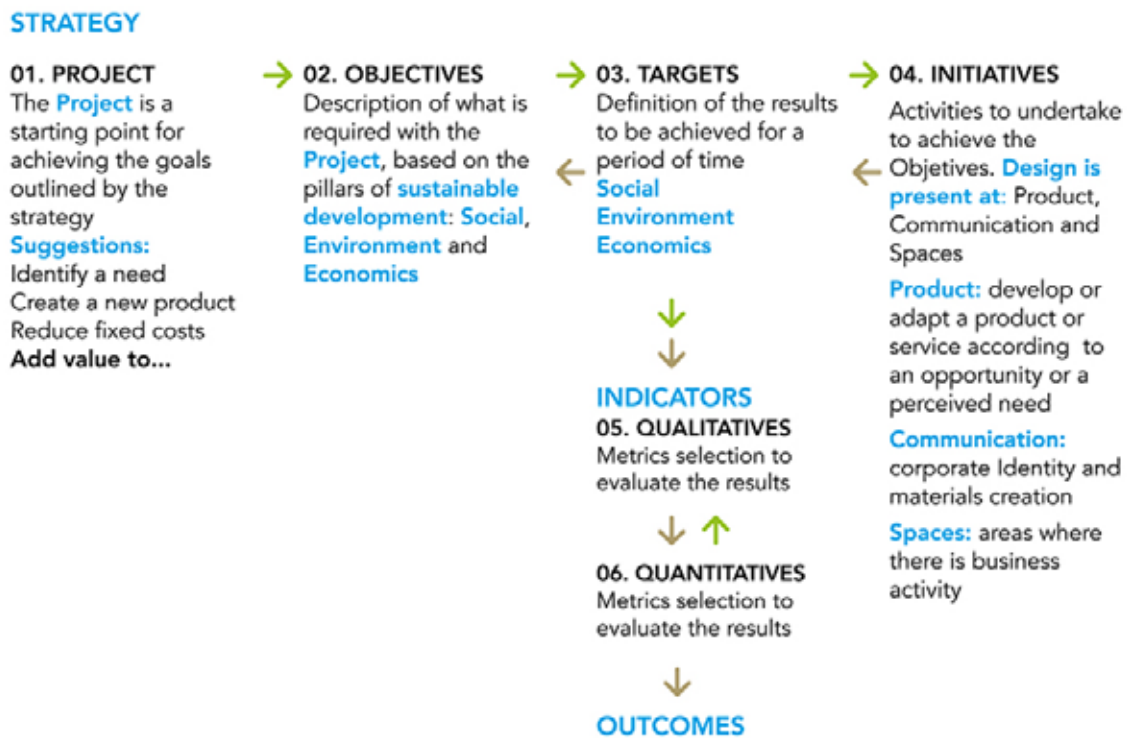 STRATEGY
01. PROJECT
The Project is a
starting point for
achieving the goals
outlined by the
strategy
Suggestions:
Identify a need
Create a new product
Reduce fixed costs
Add value to...
02. OBJECTIVES
Description of what is
required with the
Project, based on the
pillars of sustainable
development: Social,
Environment and
Economics
03. TARGETS
Definition of the results
to be achieved for a
period of time
Social
Environment
Economics
INDICATORS
05. QUALITATIVES
Metrics selection to
evaluate the results
06. QUANTITATIVES
Metrics selection to
evaluate the results
OUTCOMES
04. INITIATIVES
Activities to undertake
to achieve the
Objetives. Design is
present at: Product,
Communication and
Spaces
Product: develop or
adapt a product or
service according to
an opportunity or a
perceived need
Communication:
corporate Identity and
materials creation
Spaces: areas where
there is business
activity